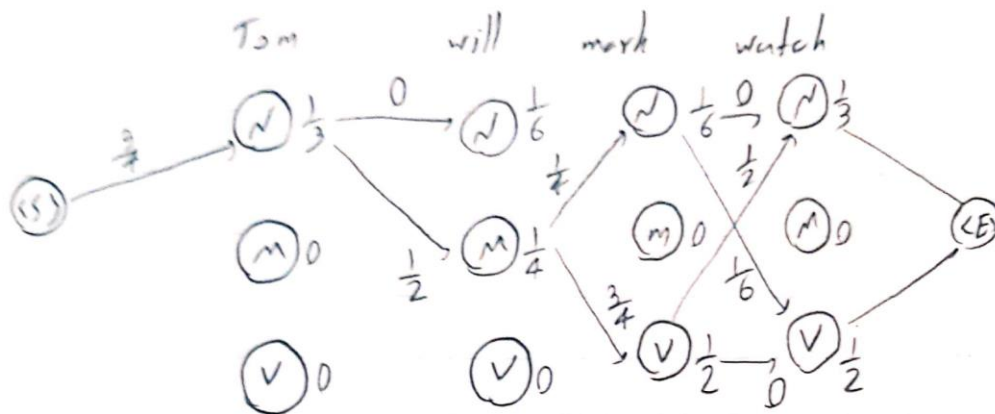 Tom will mark watch
N 1/3 0 N 1/6 N 1/6 0 N 1/3
3/4 1/4 1/2
<S> M 0 M 1/4 m 0 M 0 <E>
1/2 3/4 1/6
V 0 V 0 V 1/2 0 V 1/2